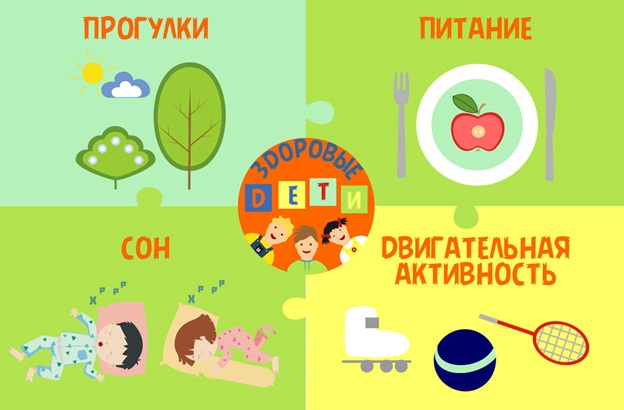 ПРОГУЛКИ
ПИТАНИЕ
ЗДОРОВЫЕ
ДЕТИ
СОН
ДВИГАТЕЛЬНАЯ
АКТИВНОСТЬ
Х Р Р Р
Х Р Р Р